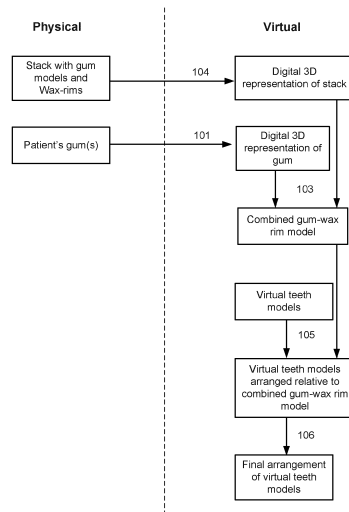 Physical
Virtual
Stack with gum
models and
Wax-rims
104
Digital 3D
representation of stack
Patient's gum(s)
101
Digital 3D
representation of
gum
103
Combined gum-wax
rim model
Virtual teeth
models
105
Virtual teeth models
arranged relative to
combined gum-wax rim
model
106
Final arrangement
of virtual teeth
models